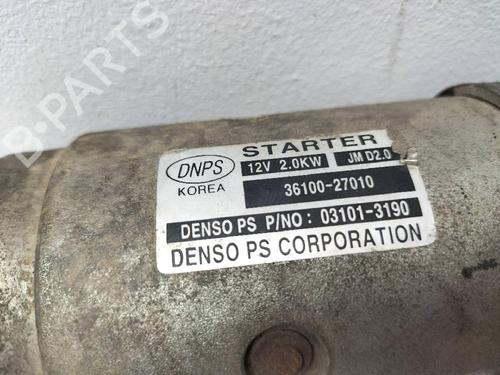 B-PARTS
STARTER
DNPS
12V 2.0KW JM D2.0
KOREA
36100-27010
DENSO PS P/NO: 03101-3190
DENSO PS CORPORATION